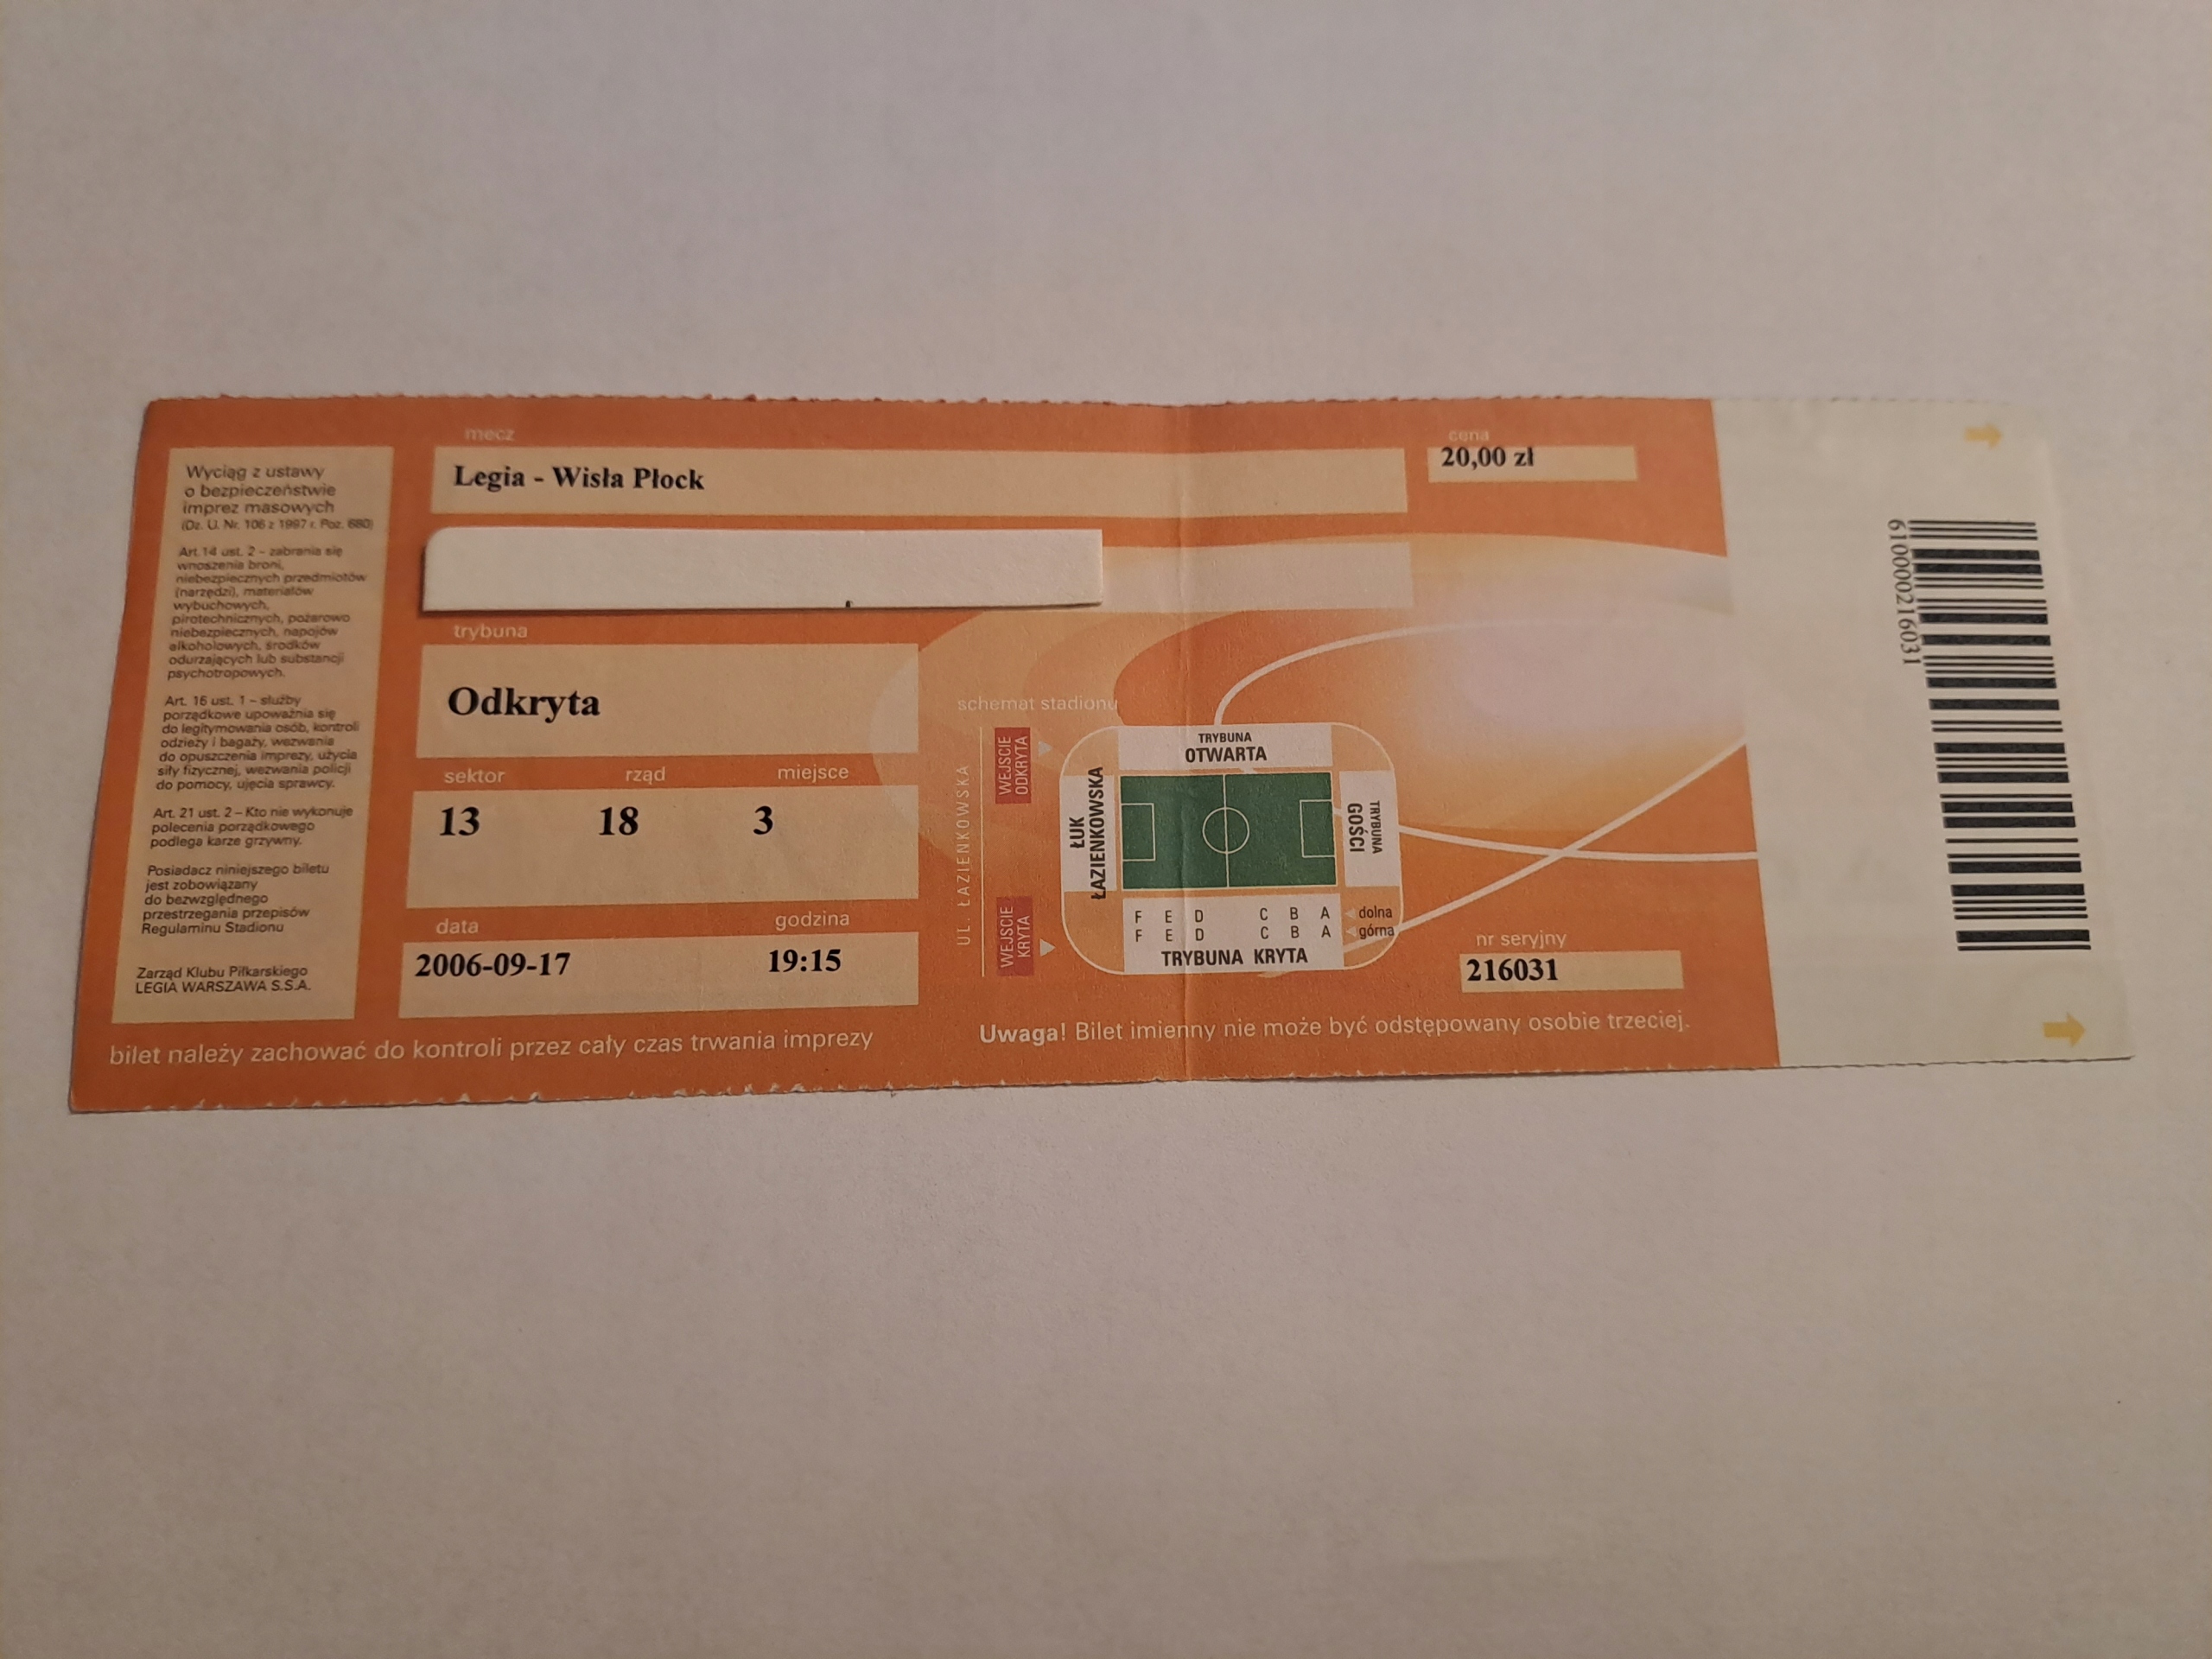 Wyciąg z ustawy
o bezpieczeństwie
imprez masowych
(Dz. U. Nr. 106 z 1997 r. Poz. 680)
Art. 14 ust. 2 – zabrania się
wnoszenia broni,
niebezpiecznych przedmiotów
(narzędzi), materiałów
wybuchowych,
pirotechnicznych, pożarowo
niebezpiecznych, napojów
alkoholowych, środków
odurzających lub substancji
psychotropowych.
Art. 16 ust. 1 – służby
porządkowe upoważnia się
do legitymowania osób, kontroli
odzieży i bagaży, wezwania
do opuszczenia imprezy, użycia
siły fizycznej, wezwania policji
do pomocy, ujęcia sprawcy.
Art. 21 ust. 2 – Kto nie wykonuje
polecenia porządkowego
podlega karze grzywny.
Posiadacz niniejszego biletu
jest zobowiązany
do bezwzględnego
przestrzegania przepisów
Regulaminu Stadionu
Zarząd Klubu Piłkarskiego
LEGIA WARSZAWA S.S.A.
mecz
Legia - Wisła Płock
cena
20,00 zł
trybuna
Odkryta
sektor rząd miejsce
13 18 3
data godzina
2006-09-17 19:15
schemat stadionu
UL. ŁAZIENKOWSKA
WEJŚCIE
ODKRYTA
WEJŚCIE
KRYTA
TRYBUNA
OTWARTA
ŁUK
ŁAZIENKOWSKA
TRYBUNA
GOŚCI
F E D C B A dolna
F E D C B A górna
TRYBUNA KRYTA
nr seryjny
216031
bilet należy zachować do kontroli przez cały czas trwania imprezy
Uwaga! Bilet imienny nie może być odstępowany osobie trzeciej.
610000216031